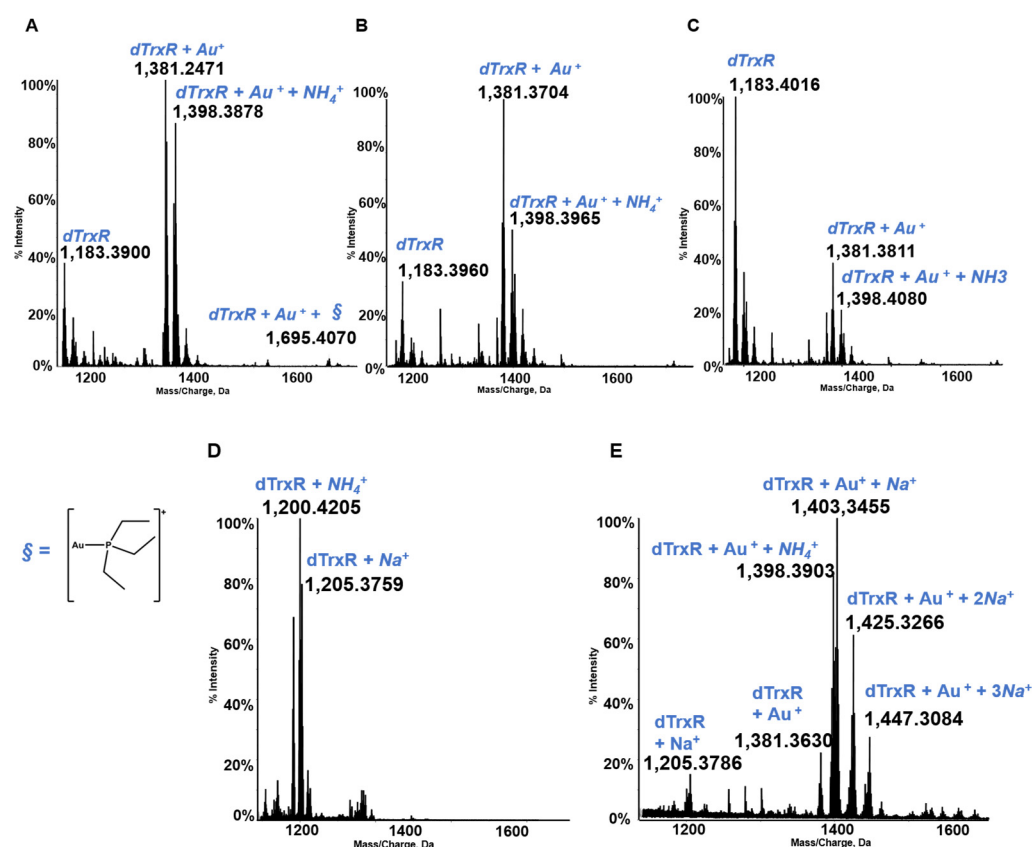 A
dTrxR + Au⁺
1,381.2471
dTrxR + Au⁺ + NH₄⁺
1,398.3878
dTrxR
1,183.3900
dTrxR + Au⁺ + §
1,695.4070
100%
80%
60%
40%
20%
0%
% Intensity
1200
1400
1600
Mass/Charge, Da
B
dTrxR + Au⁺
1,381.3704
dTrxR + Au⁺ + NH₄⁺
1,398.3965
dTrxR
1,183.3960
100%
80%
60%
40%
20%
0%
% Intensity
1200
1400
1600
Mass/Charge, Da
C
dTrxR
1,183.4016
dTrxR + Au⁺
1,381.3811
dTrxR + Au⁺ + NH3
1,398.4080
100%
80%
60%
40%
20%
0%
% Intensity
1200
1400
1600
Mass/Charge, Da
§ =
Au
P
+
D
dTrxR + NH₄⁺
1,200.4205
dTrxR + Na⁺
1,205.3759
100%
80%
60%
40%
20%
0%
% Intensity
1200
1400
1600
Mass/Charge, Da
E
dTrxR + Au⁺ + Na⁺
1,403,3455
dTrxR + Au⁺ + NH₄⁺
1,398.3903
dTrxR + Au⁺ + 2Na⁺
1,425.3266
dTrxR + Au⁺ + 3Na⁺
1,447.3084
dTrxR
+ Au⁺
1,381.3630
dTrxR
+ Na⁺
1,205.3786
100%
80%
60%
40%
20%
0%
% Intensity
1200
1400
1600
Mass/Charge, Da